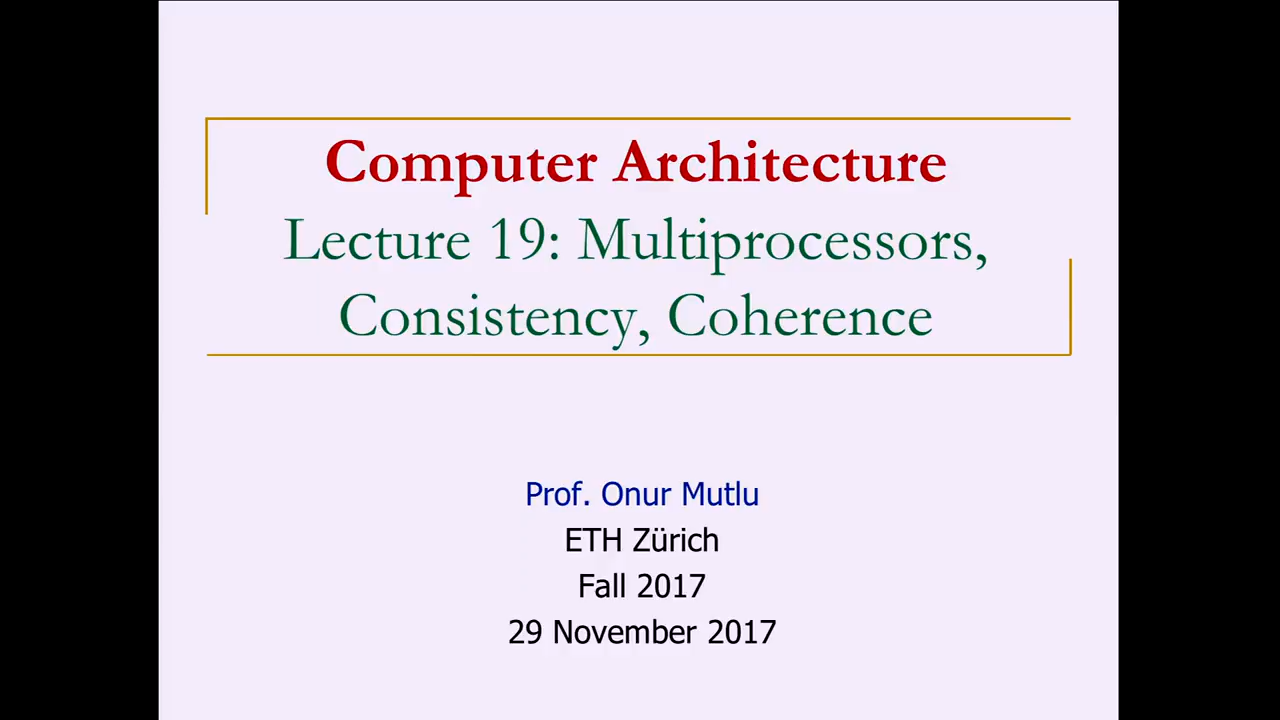 Computer Architecture
Lecture 19: Multiprocessors,
Consistency, Coherence
Prof. Onur Mutlu
ETH Zürich
Fall 2017
29 November 2017